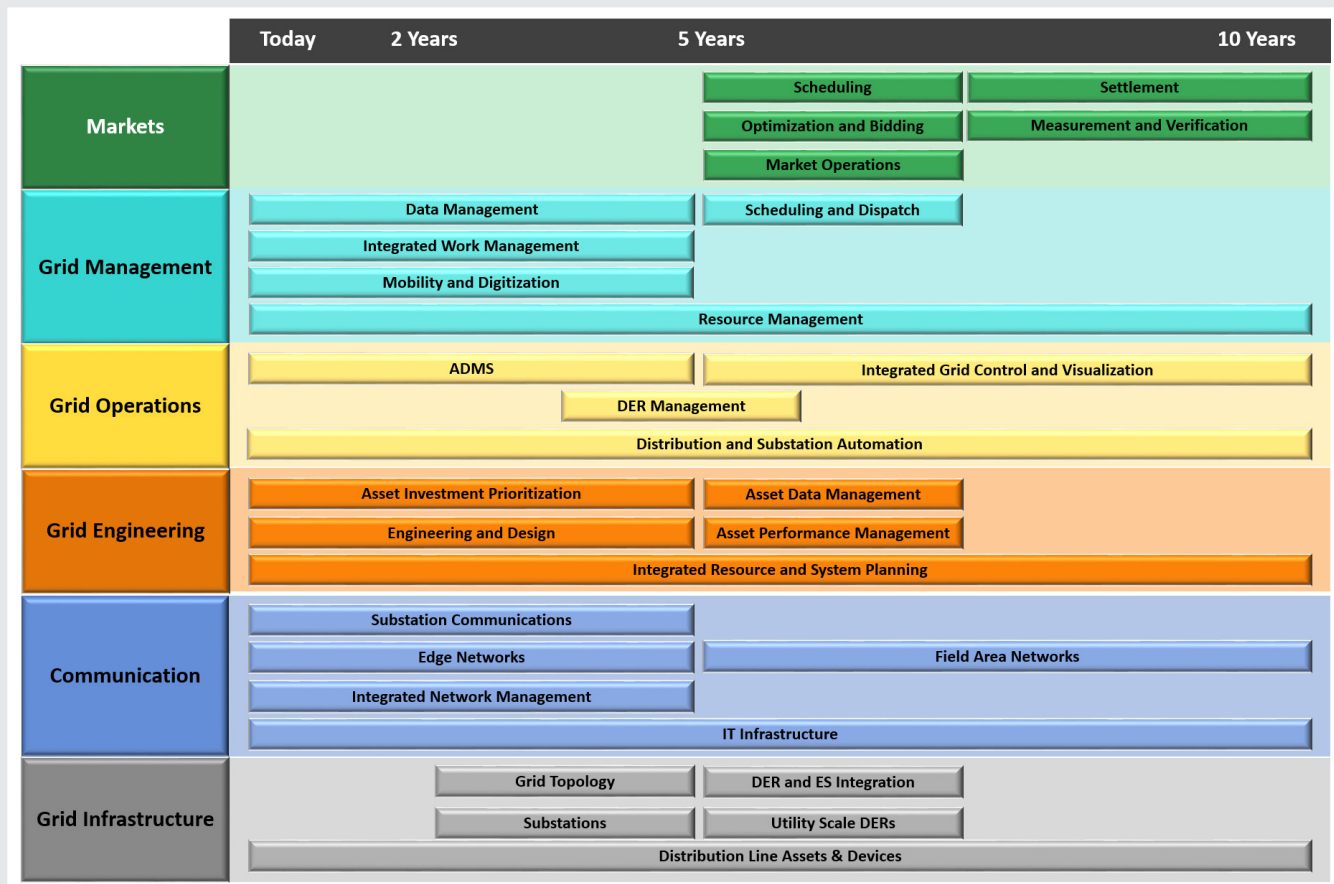 Today 2 Years 5 Years 10 Years
Markets
Scheduling
Settlement
Optimization and Bidding
Measurement and Verification
Market Operations
Grid Management
Data Management
Scheduling and Dispatch
Integrated Work Management
Mobility and Digitization
Resource Management
Grid Operations
ADMS
Integrated Grid Control and Visualization
DER Management
Distribution and Substation Automation
Grid Engineering
Asset Investment Prioritization
Asset Data Management
Engineering and Design
Asset Performance Management
Integrated Resource and System Planning
Communication
Substation Communications
Edge Networks
Field Area Networks
Integrated Network Management
IT Infrastructure
Grid Infrastructure
Grid Topology
DER and ES Integration
Substations
Utility Scale DERs
Distribution Line Assets & Devices